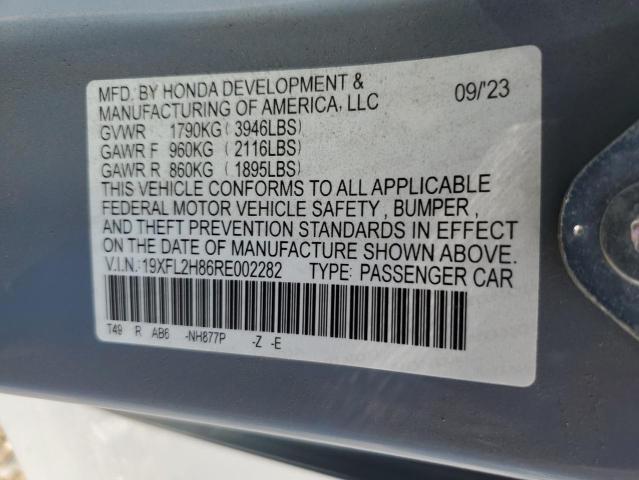 MFD. BY HONDA DEVELOPMENT &
MANUFACTURING OF AMERICA, LLC 09/'23
GVWR 1790KG (3946LBS)
GAWR F 960KG (2116LBS)
GAWR R 860KG (1895LBS)
THIS VEHICLE CONFORMS TO ALL APPLICABLE
FEDERAL MOTOR VEHICLE SAFETY, BUMPER,
AND THEFT PREVENTION STANDARDS IN EFFECT
ON THE DATE OF MANUFACTURE SHOWN ABOVE.
V.I.N.:19XFL2H86RE002282 TYPE: PASSENGER CAR
T49 R AB6 -NH877P -Z -E